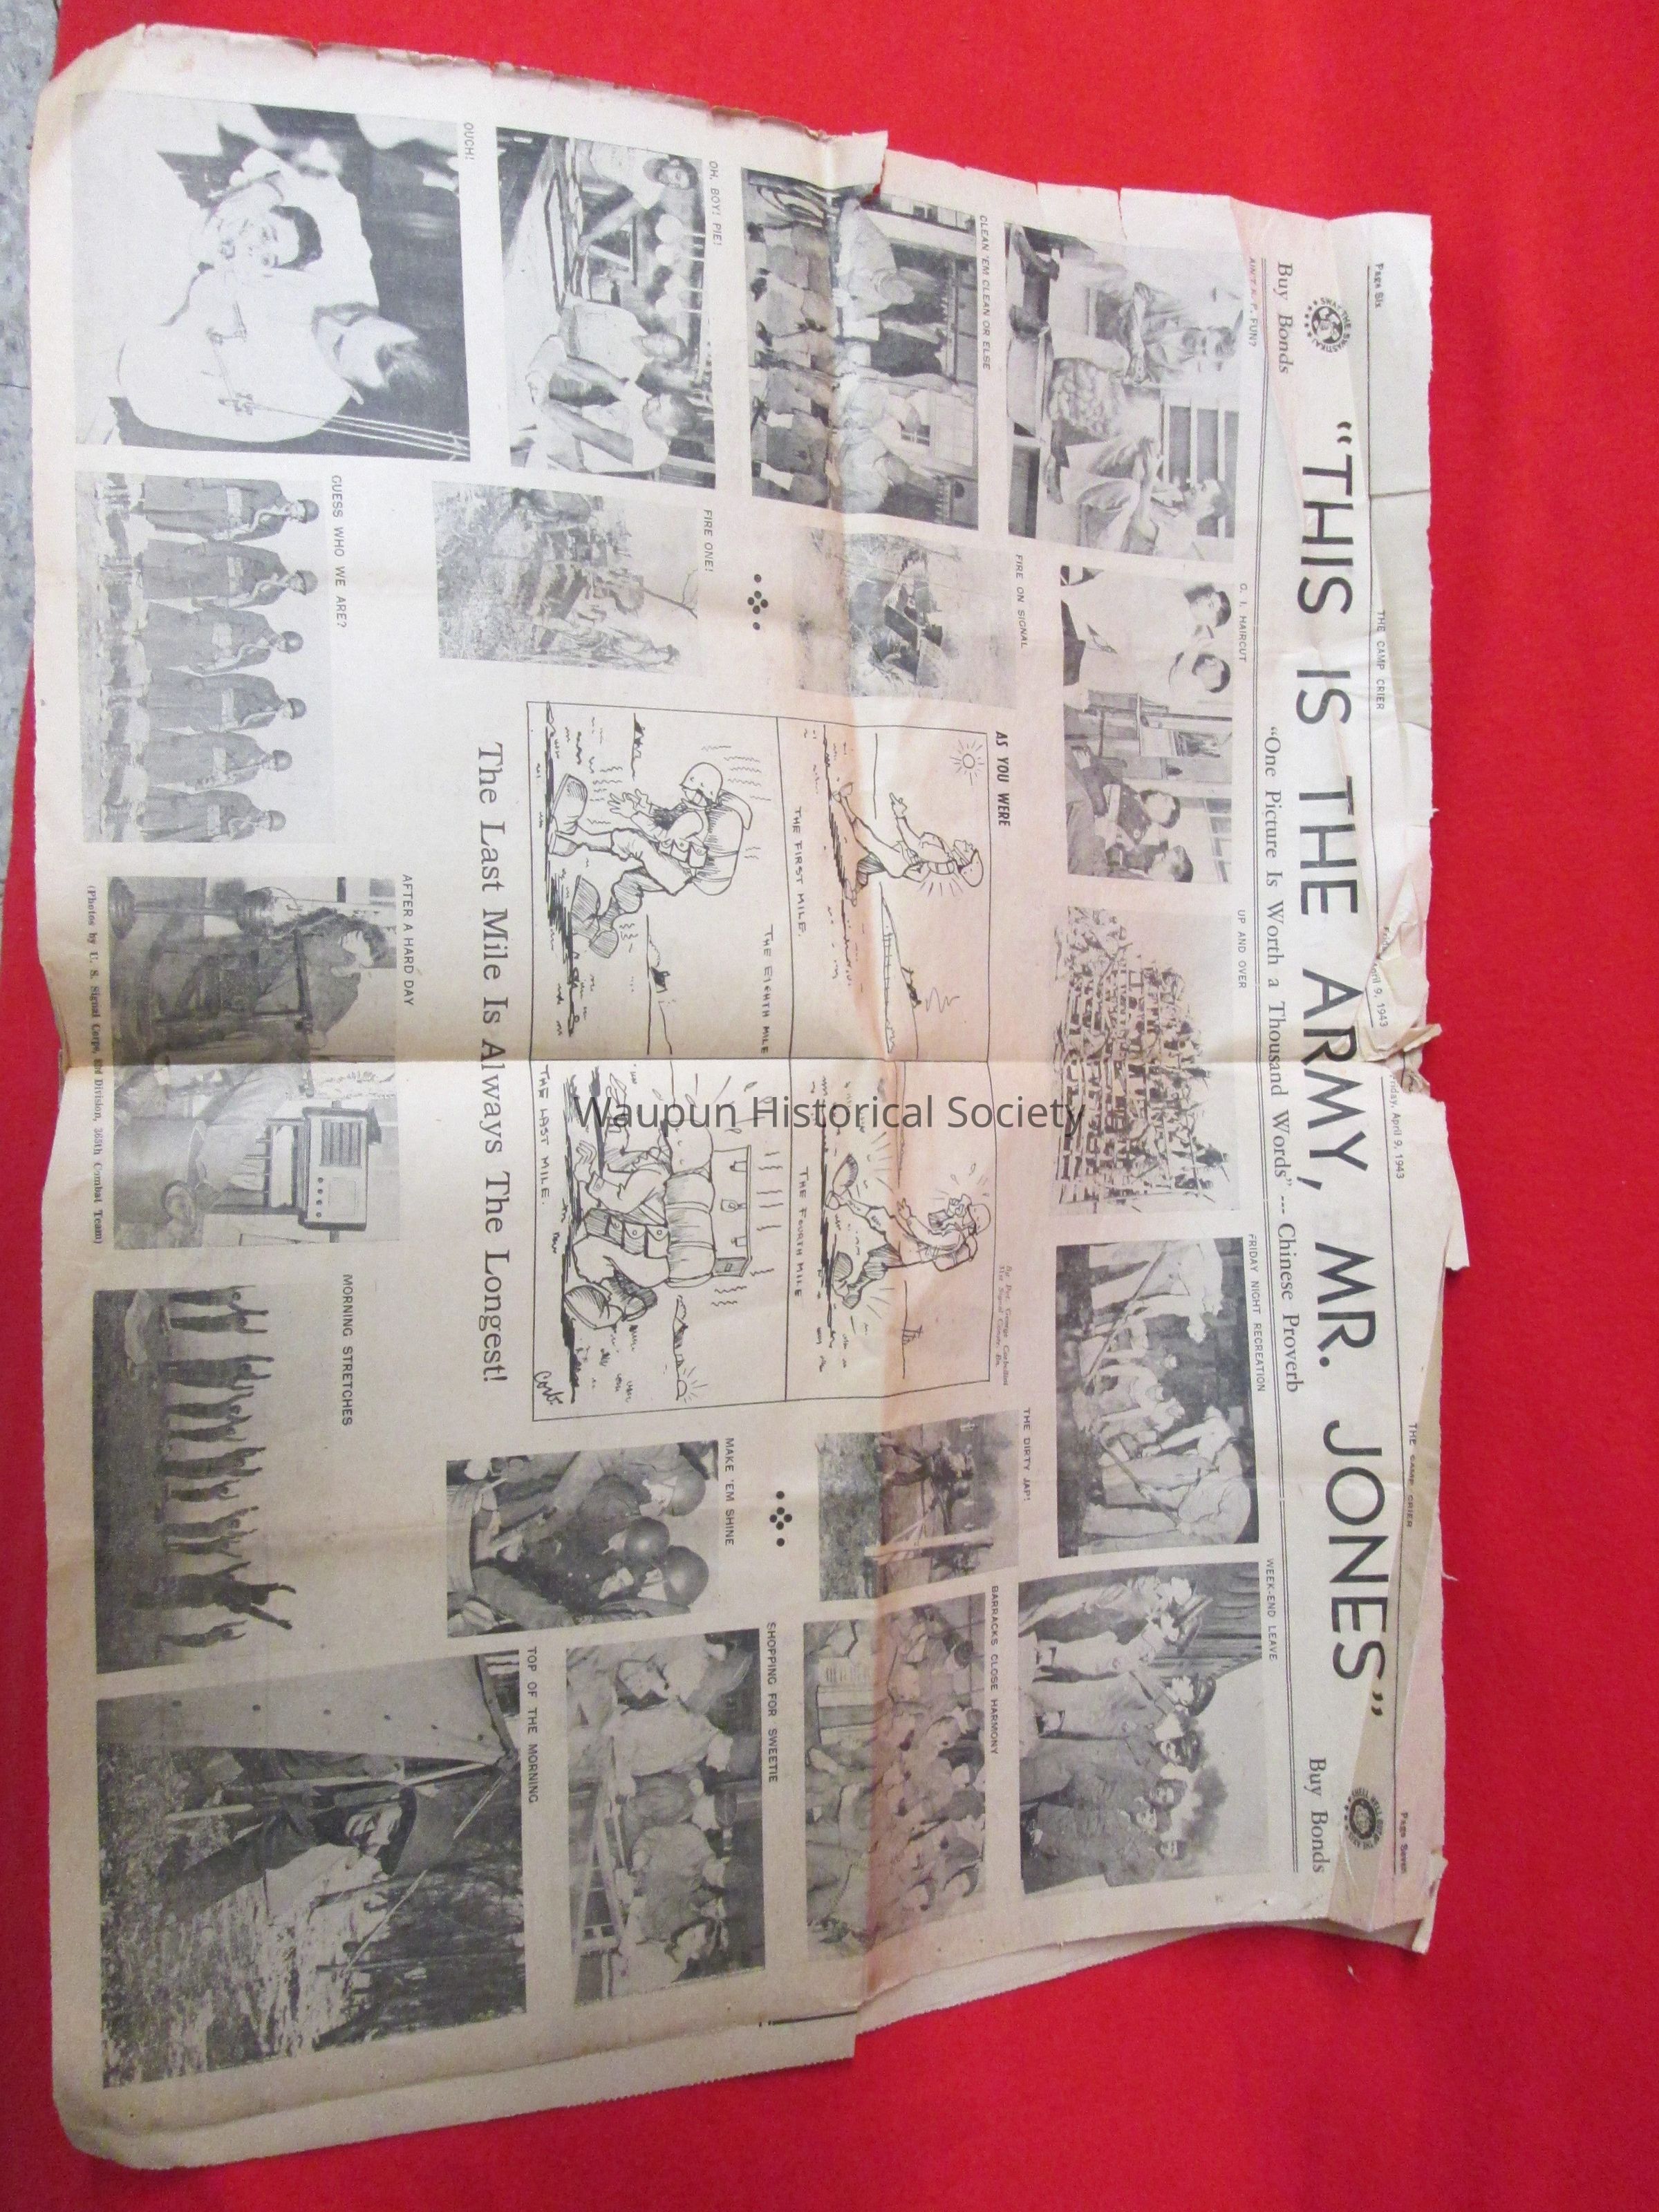 Page Six
THE CAMP CRIER
April 9, 1943
Friday, April 9, 1943
THE CAMP CRIER
Page Seven
"THIS IS THE ARMY, MR. JONES"
Buy Bonds
"One Picture Is Worth a Thousand Words" --- Chinese Proverb
Buy Bonds
AIN'T K. P. FUN?
G. I. HAIRCUT
UP AND OVER
FRIDAY NIGHT RECREATION
WEEK-END LEAVE
CLEAN 'EM CLEAN OR ELSE
FIRE ON SIGNAL
AS YOU WERE
THE FIRST MILE.
THE FOURTH MILE
THE EIGHTH MILE
THE LAST MILE.
The Last Mile Is Always The Longest!
THE DIRTY JAP!
BARRACKS CLOSE HARMONY
OH, BOY! PIE!
FIRE ONE!
MAKE 'EM SHINE
SHOPPING FOR SWEETIE
OUCH!
GUESS WHO WE ARE?
AFTER A HARD DAY
MORNING STRETCHES
TOP OF THE MORNING
(Photos by U. S. Signal Corps, Division, Combat Team)
Waupun Historical Society